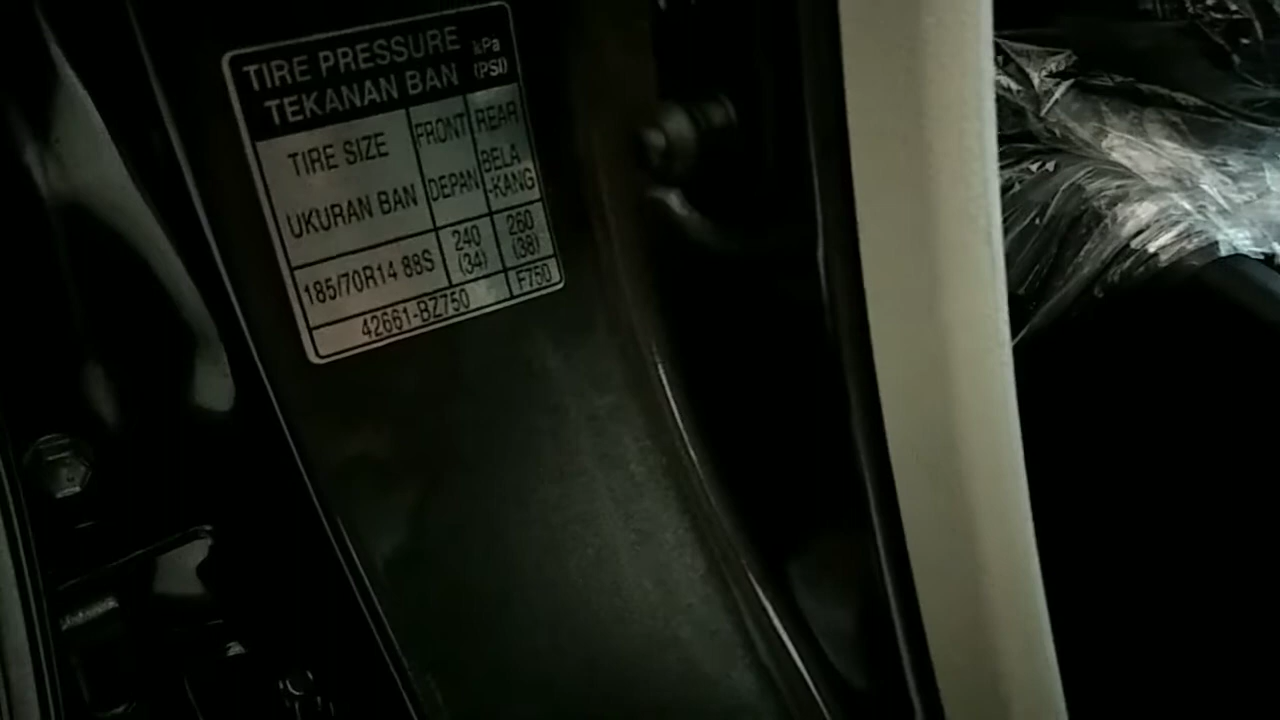 TIRE PRESSURE kPa
TEKANAN BAN (PSI)
TIRE SIZE FRONT REAR
UKURAN BAN DEPAN BELA
-KANG
185/70R14 88S 240 260
(34) (38)
42661-BZ750 F750